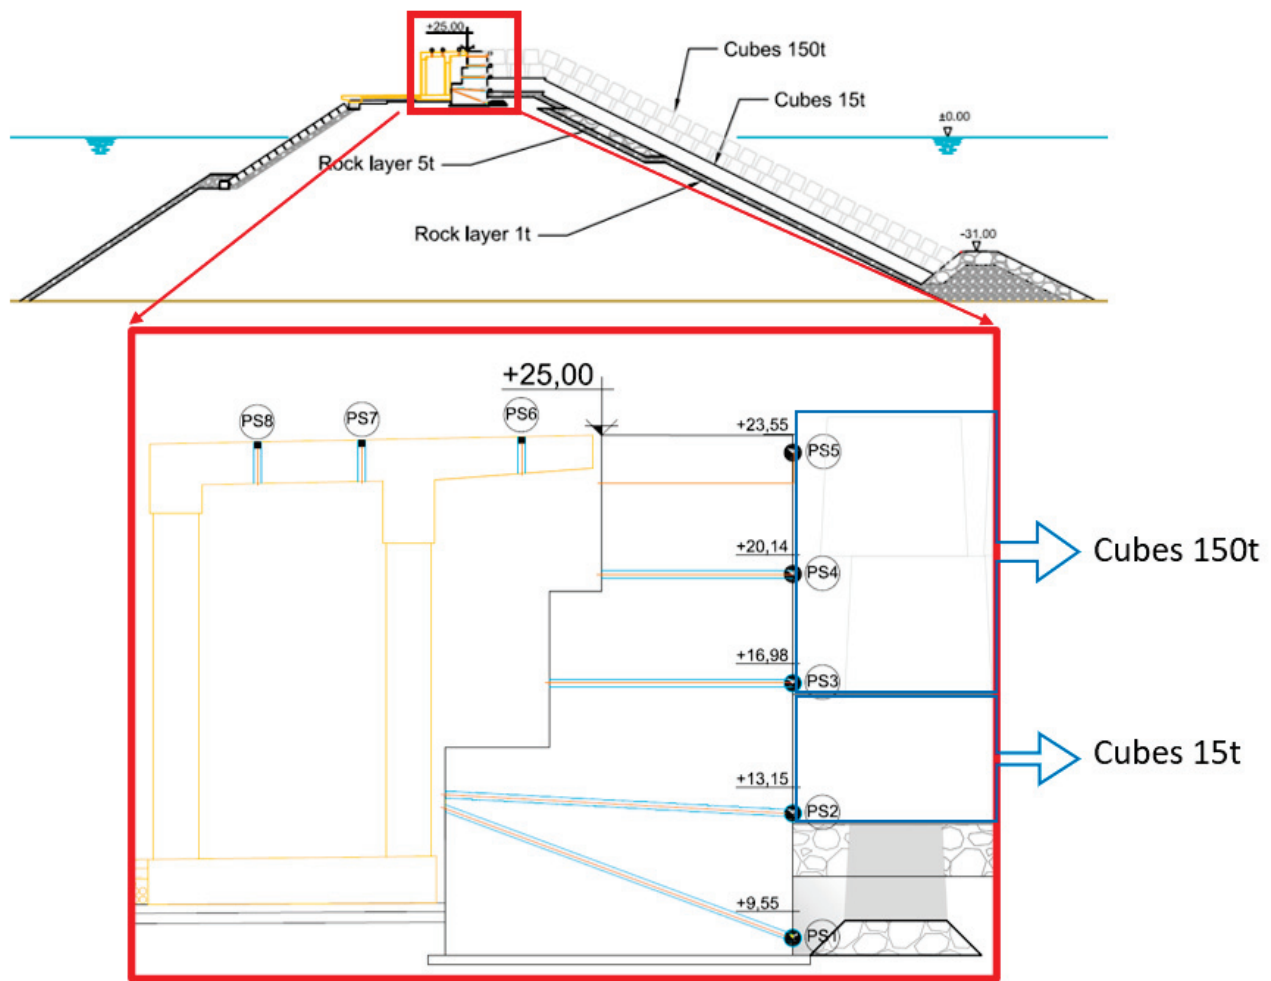 +25.00
Cubes 150t
Cubes 15t
±0.00
Rock layer 5t
Rock layer 1t
-31.00
+25,00
PS8
PS7
PS6
+23,55
PS5
+20,14
PS4
Cubes 150t
+16,98
PS3
Cubes 15t
+13,15
PS2
+9,55
PS1